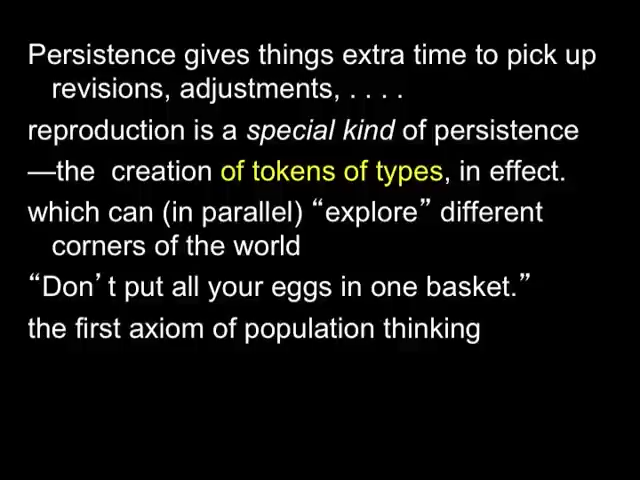 Persistence gives things extra time to pick up
revisions, adjustments, . . . .
reproduction is a special kind of persistence
—the  creation of tokens of types, in effect.
which can (in parallel) “explore” different
corners of the world
“Don’t put all your eggs in one basket.”
the first axiom of population thinking